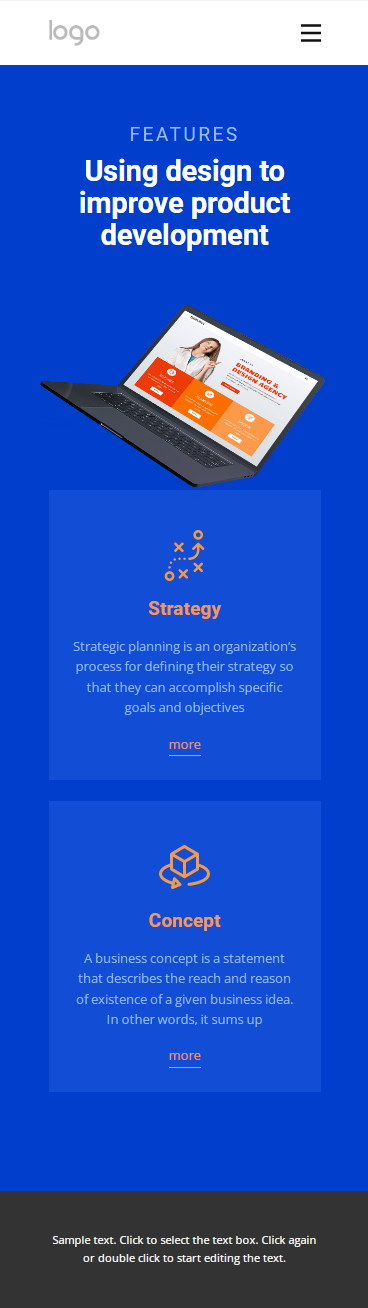 logo
FEATURES
Using design to
improve product
development
BRANDING &
DESIGN AGENCY
Strategy
Strategic planning is an organization's
process for defining their strategy so
that they can accomplish specific
goals and objectives
more
Concept
A business concept is a statement
that describes the reach and reason
of existence of a given business idea.
In other words, it sums up
more
Sample text. Click to select the text box. Click again
or double click to start editing the text.